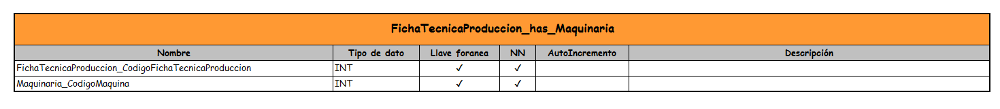 FichaTecnicaProduccion_has_Maquinaria
Nombre Tipo de dato Llave foranea NN AutoIncremento Descripción
FichaTecnicaProduccion_CodigoFichaTecnicaProduccion INT ✓ ✓
Maquinaria_CodigoMaquina INT ✓ ✓